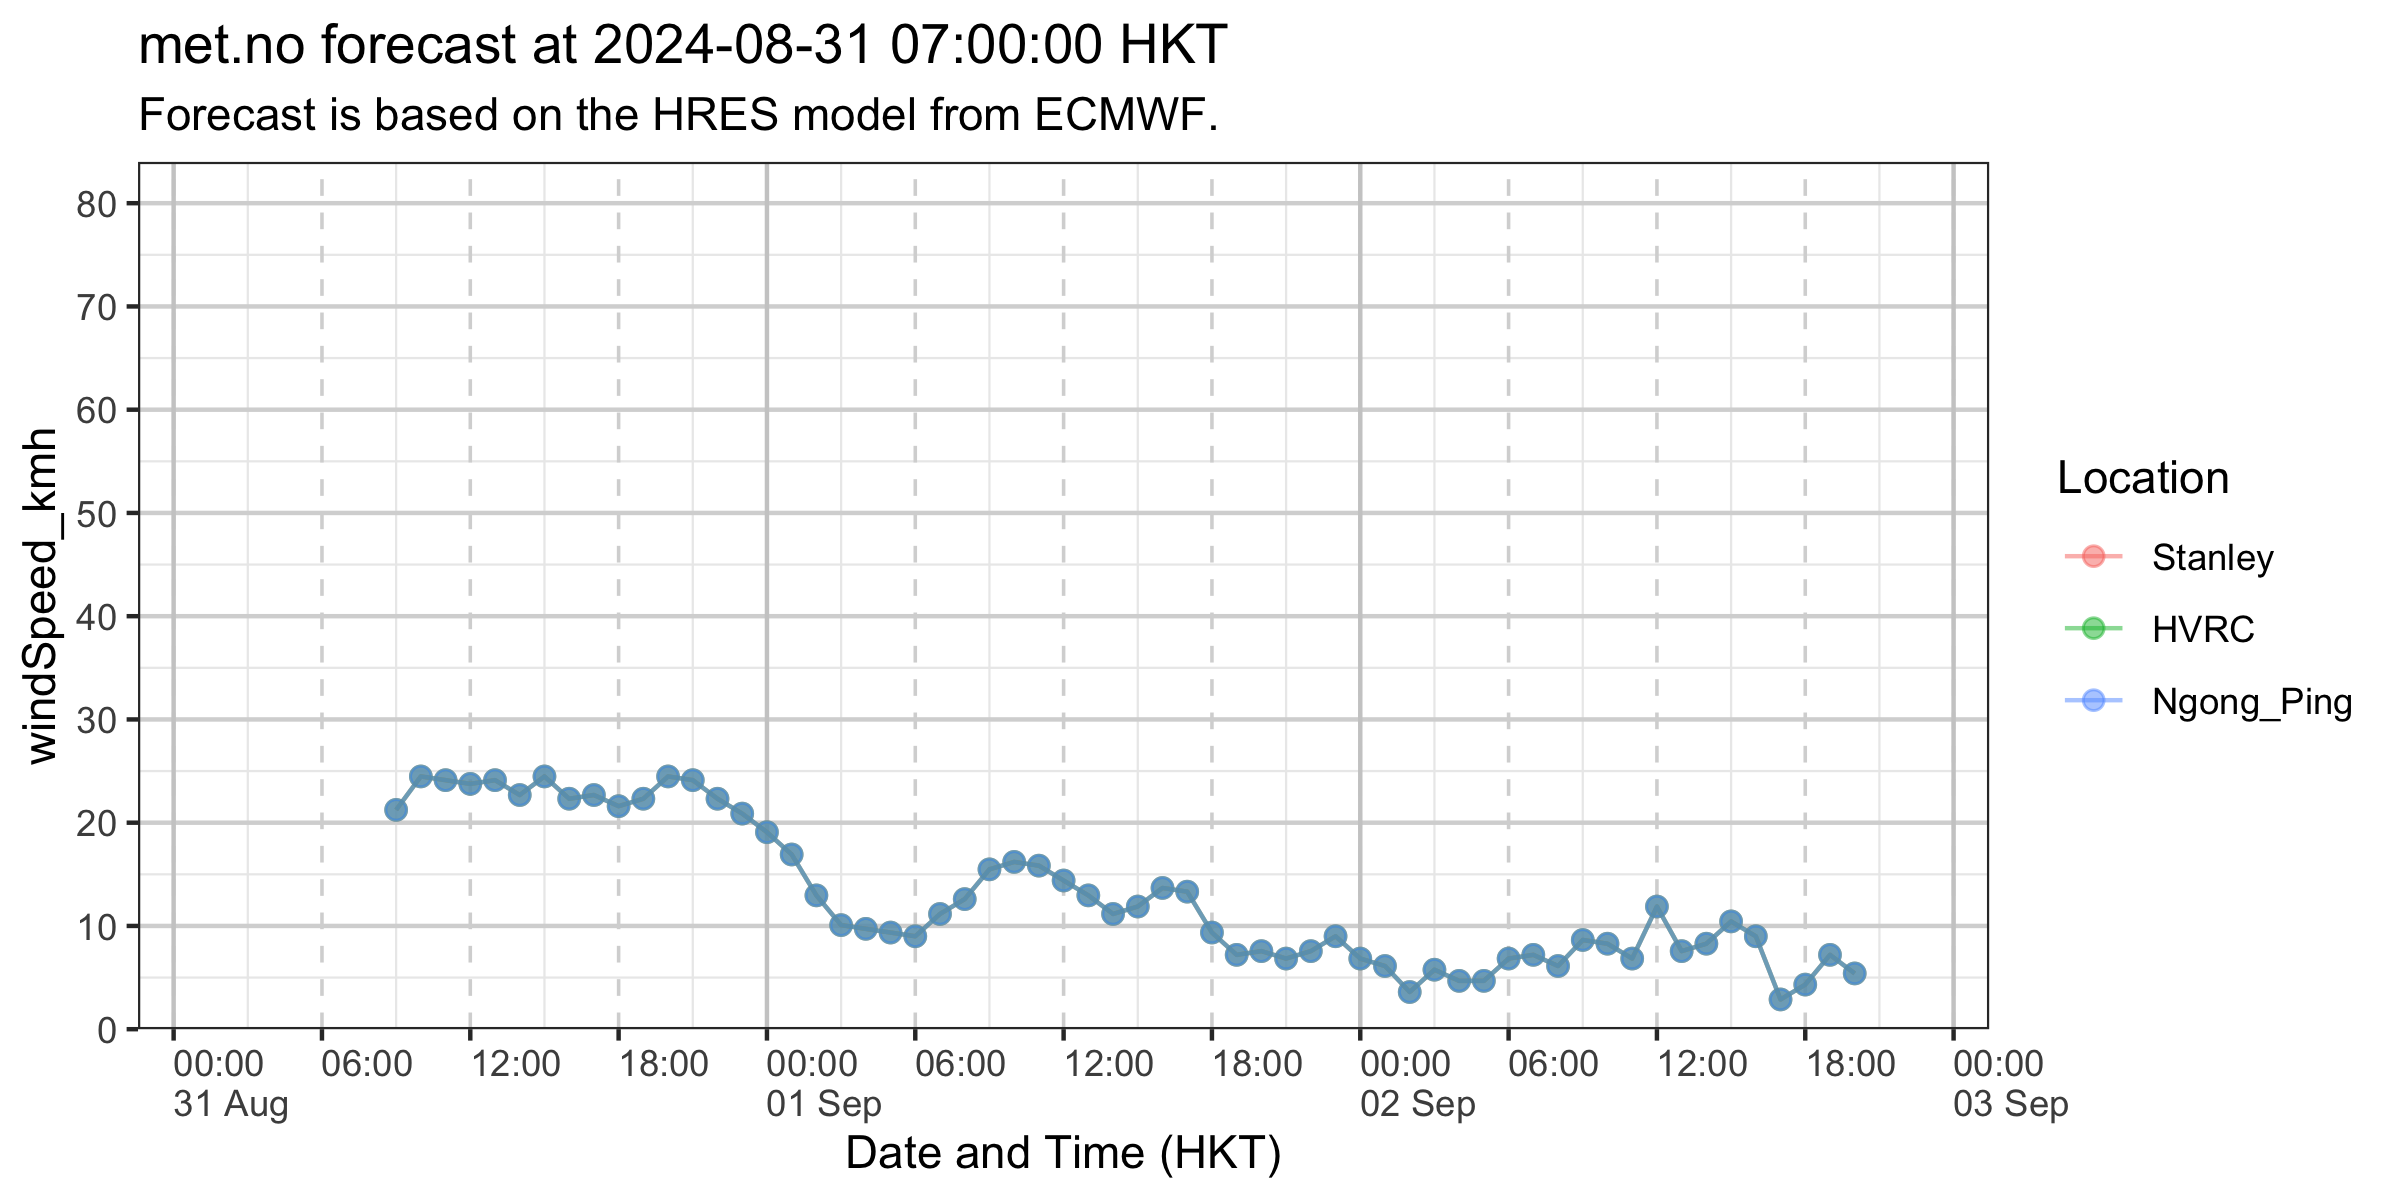 met.no forecast at 2024-08-31 07:00:00 HKT
Forecast is based on the HRES model from ECMWF.
windSpeed_kmh
80
70
60
50
40
30
20
10
0
00:00 06:00 12:00 18:00 00:00 06:00 12:00 18:00 00:00 06:00 12:00 18:00 00:00
31 Aug 01 Sep 02 Sep 03 Sep
Date and Time (HKT)
Location
Stanley
HVRC
Ngong_Ping